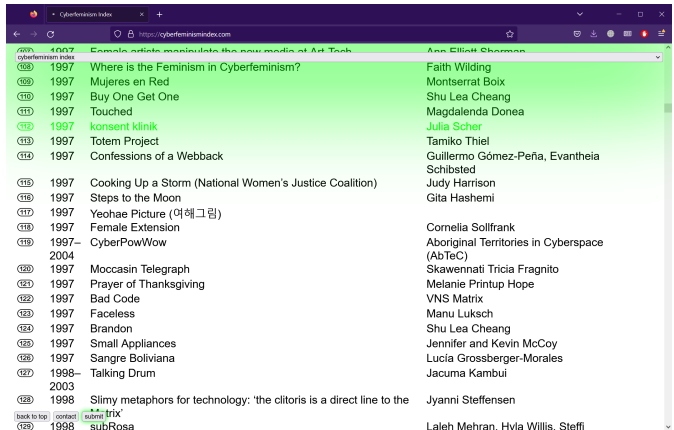 Cyberfeminism Index
https://cyberfeminismindex.com
107 1997 Female artists manipulate the new media at Art Tech Ann Elliott Sherman
cyberfeminism index
108 1997 Where is the Feminism in Cyberfeminism? Faith Wilding
109 1997 Mujeres en Red Montserrat Boix
110 1997 Buy One Get One Shu Lea Cheang
111 1997 Touched Magdalenda Donea
112 1997 konsent klinik Julia Scher
113 1997 Totem Project Tamiko Thiel
114 1997 Confessions of a Webback Guillermo Gómez-Peña, Evantheia
Schibsted
115 1997 Cooking Up a Storm (National Women's Justice Coalition) Judy Harrison
116 1997 Steps to the Moon Gita Hashemi
117 1997 Yeohae Picture (여해그림)
118 1997 Female Extension Cornelia Sollfrank
119 1997– CyberPowWow Aboriginal Territories in Cyberspace
2004 (AbTeC)
120 1997 Moccasin Telegraph Skawennati Tricia Fragnito
121 1997 Prayer of Thanksgiving Melanie Printup Hope
122 1997 Bad Code VNS Matrix
123 1997 Faceless Manu Luksch
124 1997 Brandon Shu Lea Cheang
125 1997 Small Appliances Jennifer and Kevin McCoy
126 1997 Sangre Boliviana Lucía Grossberger-Morales
127 1998– Talking Drum Jacuma Kambui
2003
128 1998 Slimy metaphors for technology: 'the clitoris is a direct line to the Jyanni Steffensen
Matrix'
back to top contact submit
129 1998 subRosa Laleh Mehran, Hyla Willis, Steffi